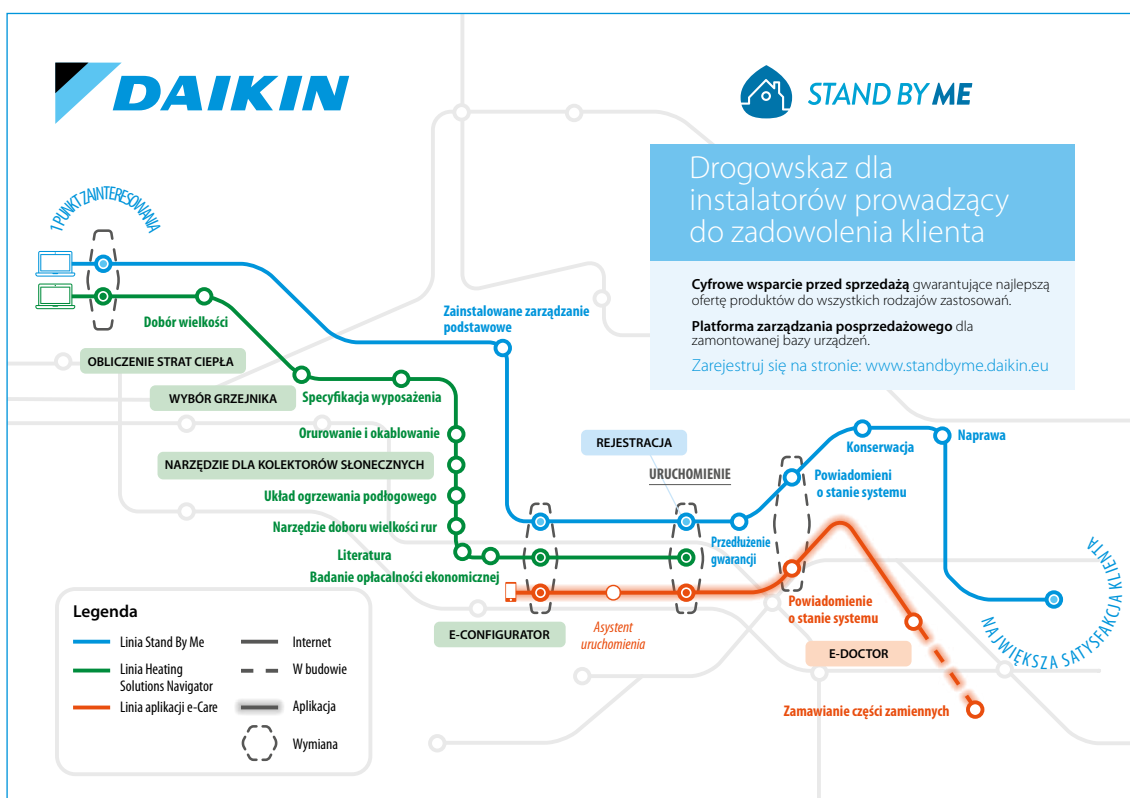 DAIKIN
STAND BY ME
Drogowskaz dla
instalatorów prowadzący
do zadowolenia klienta
Cyfrowe wsparcie przed sprzedażą gwarantujące najlepszą
ofertę produktów do wszystkich rodzajów zastosowań.
Platforma zarządzania posprzedażowego dla
zamontowanej bazy urządzeń.
Zarejestruj się na stronie: www.standbyme.daikin.eu
1 PUNKT ZAINTERESOWANIA
Dobór wielkości
Zainstalowane zarządzanie
podstawowe
OBLICZENIE STRAT CIEPŁA
WYBÓR GRZEJNIKA
Specyfikacja wyposażenia
Orurowanie i okablowanie
NARZĘDZIE DLA KOLEKTORÓW SŁONECZNYCH
Układ ogrzewania podłogowego
Narzędzie doboru wielkości rur
Literatura
Badanie opłacalności ekonomicznej
REJESTRACJA
URUCHOMIENIE
Konserwacja
Naprawa
Powiadomieni
o stanie systemu
Przedłużenie
gwarancji
E-CONFIGURATOR
Asystent
uruchomienia
Powiadomienie
o stanie systemu
E-DOCTOR
Zamawianie części zamiennych
NAJWIĘKSZA SATYSFAKCJA KLIENTA
Legenda
Linia Stand By Me
Linia Heating
Solutions Navigator
Linia aplikacji e-Care
Internet
W budowie
Aplikacja
Wymiana